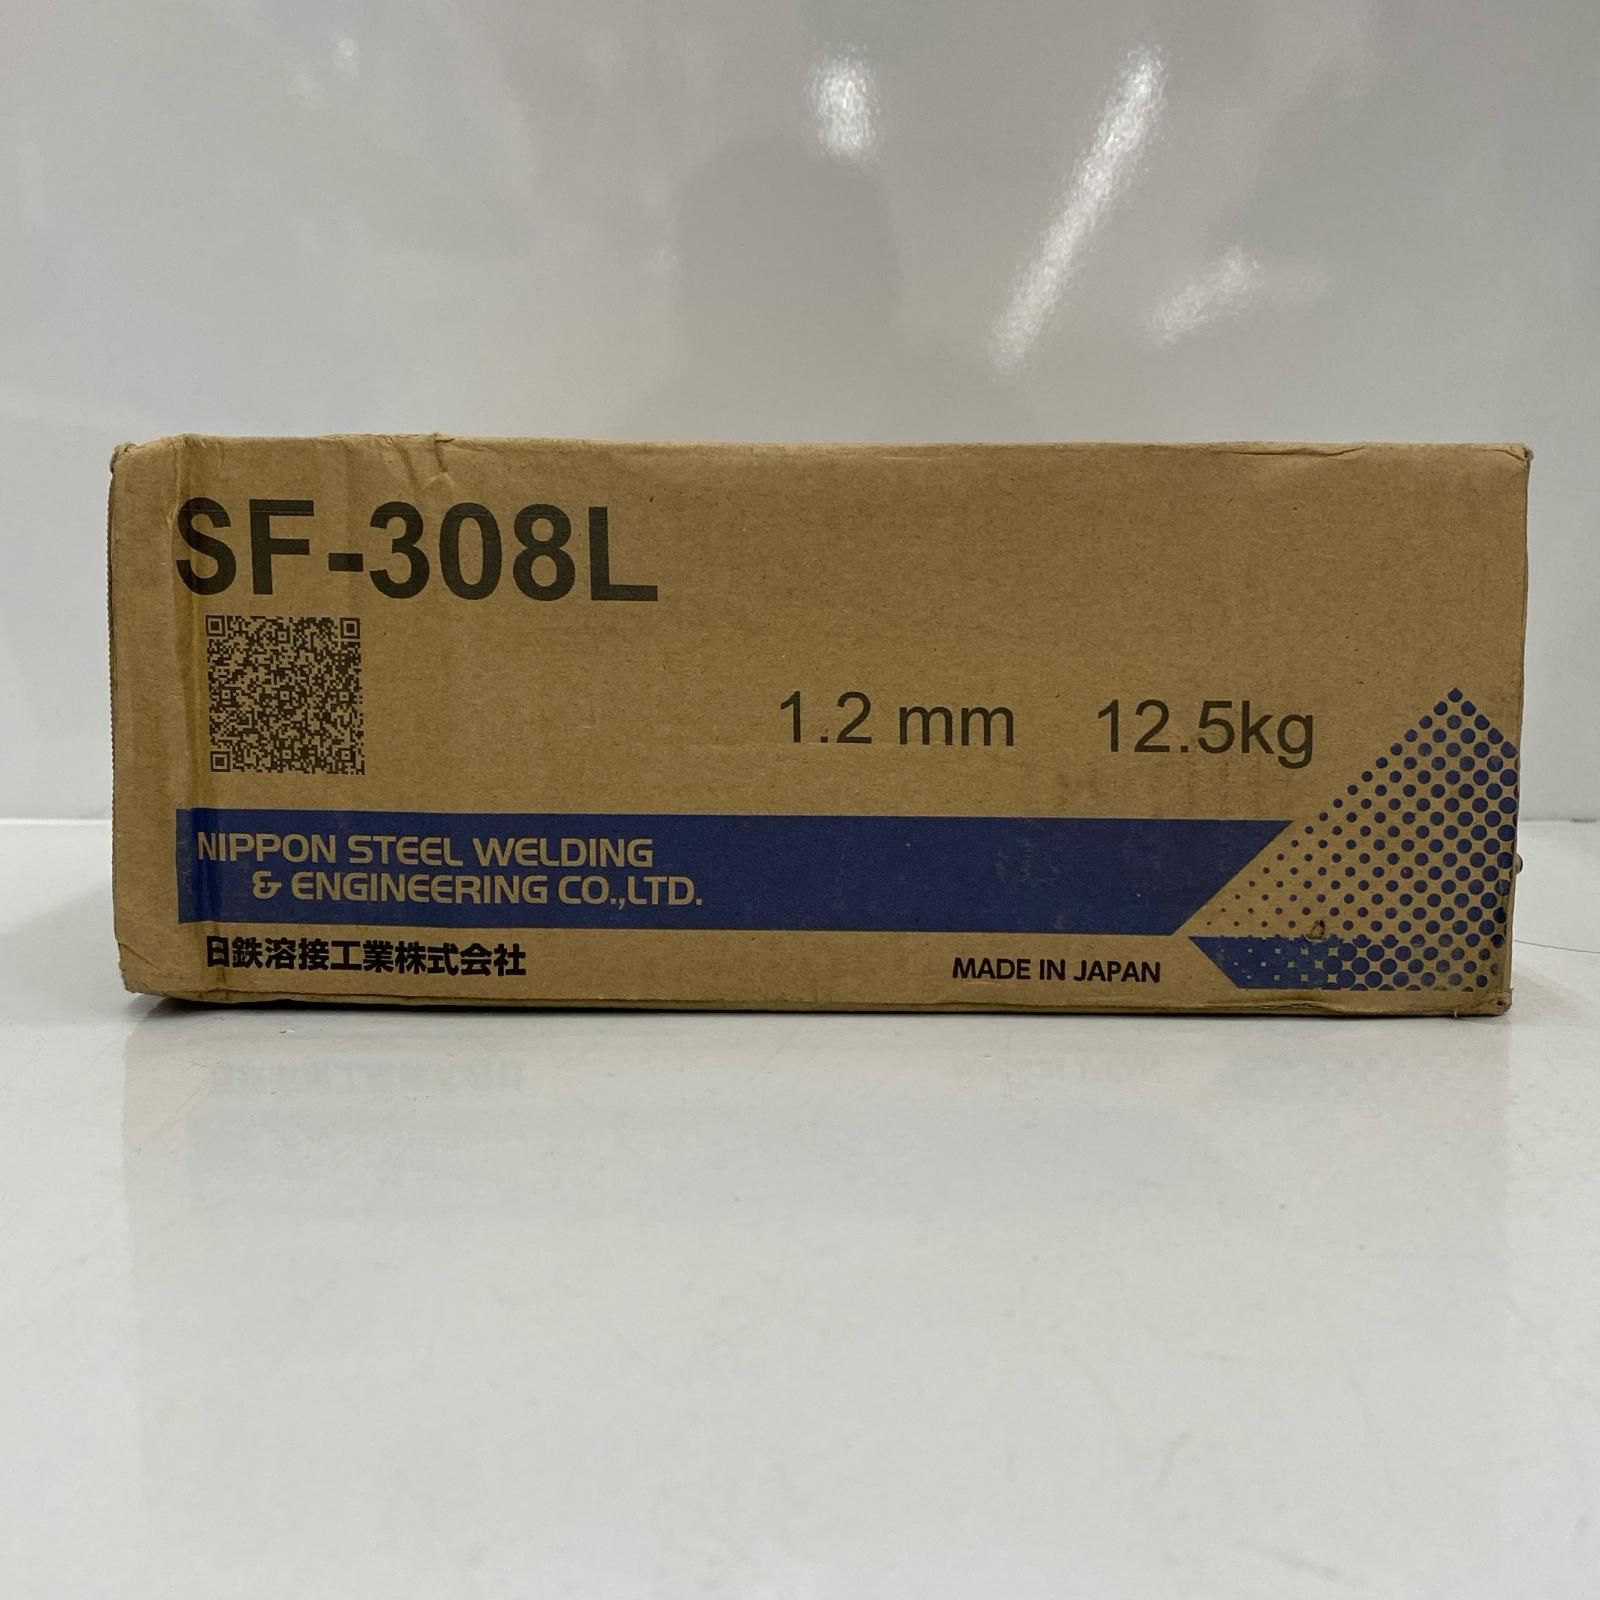 SF-308L
1.2 mm 12.5kg
NIPPON STEEL WELDING
& ENGINEERING CO.,LTD.
日鉄溶接工業株式会社
MADE IN JAPAN